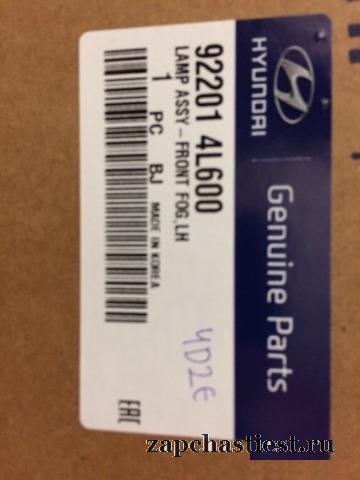 HYUNDAI
Genuine Parts
92201 4L600
LAMP ASSY-FRONT FOG,LH
1 PC BJ MADE IN KOREA
4D2E
EAC
zapchastiest.ru